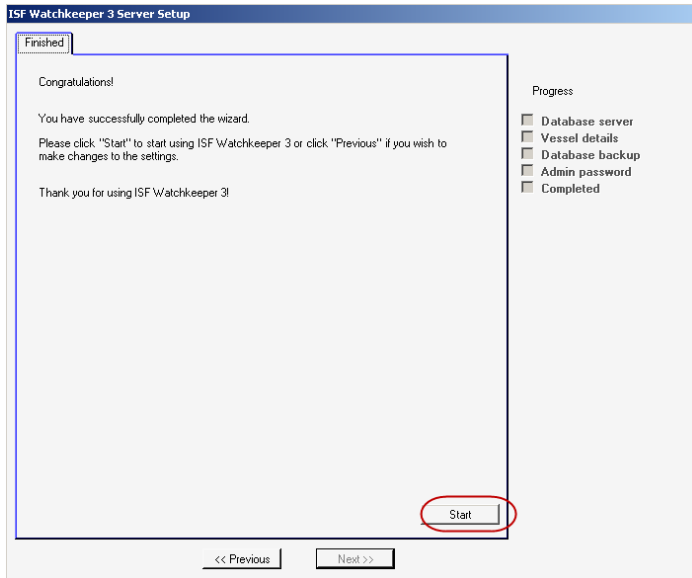 ISF Watchkeeper 3 Server Setup
Finished
Congratulations!
You have successfully completed the wizard.
Please click "Start" to start using ISF Watchkeeper 3 or click "Previous" if you wish to
make changes to the settings.
Thank you for using ISF Watchkeeper 3!
Progress
Database server
Vessel details
Database backup
Admin password
Completed
Start
<< Previous
Next >>